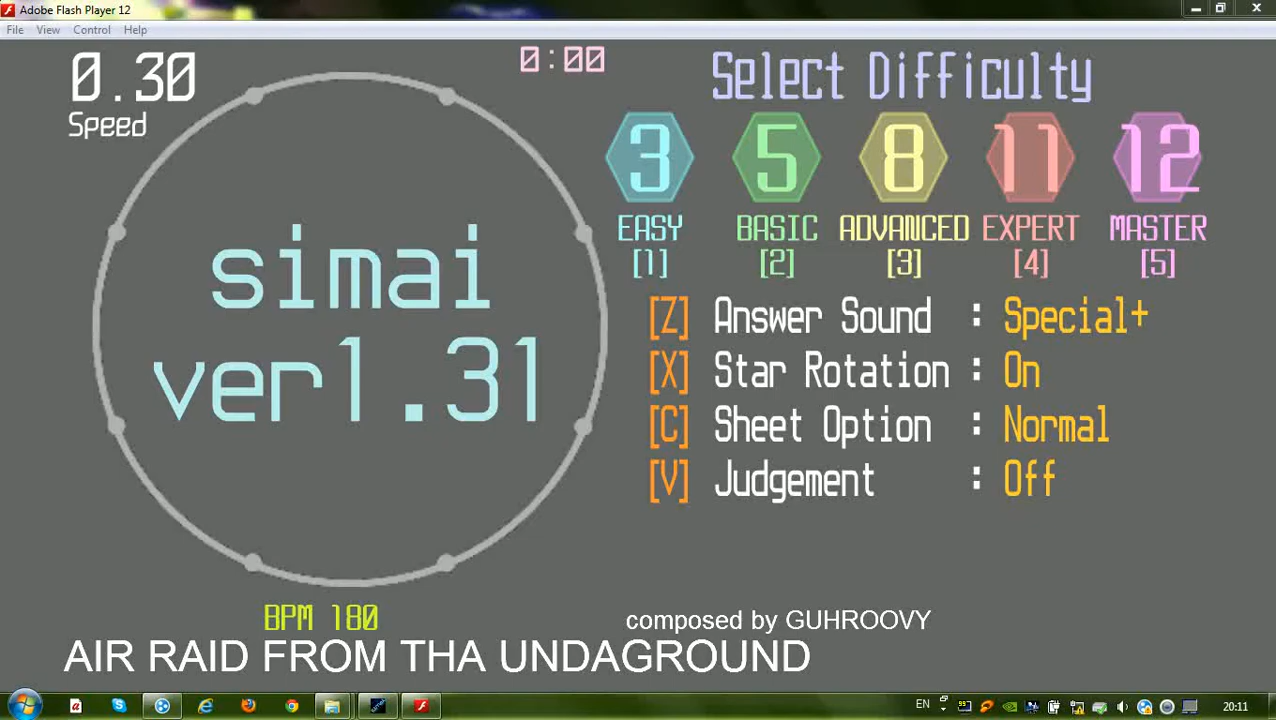 Adobe Flash Player 12
File View Control Help
0.30
Speed
0:00
simai
ver1.31
Select Difficulty
3 5 8 11 12
EASY BASIC ADVANCED EXPERT MASTER
[1] [2] [3] [4] [5]
[Z] Answer Sound : Special+
[X] Star Rotation : On
[C] Sheet Option : Normal
[V] Judgement : Off
BPM 180
composed by GUHROOVY
AIR RAID FROM THA UNDAGROUND
EN 20:11